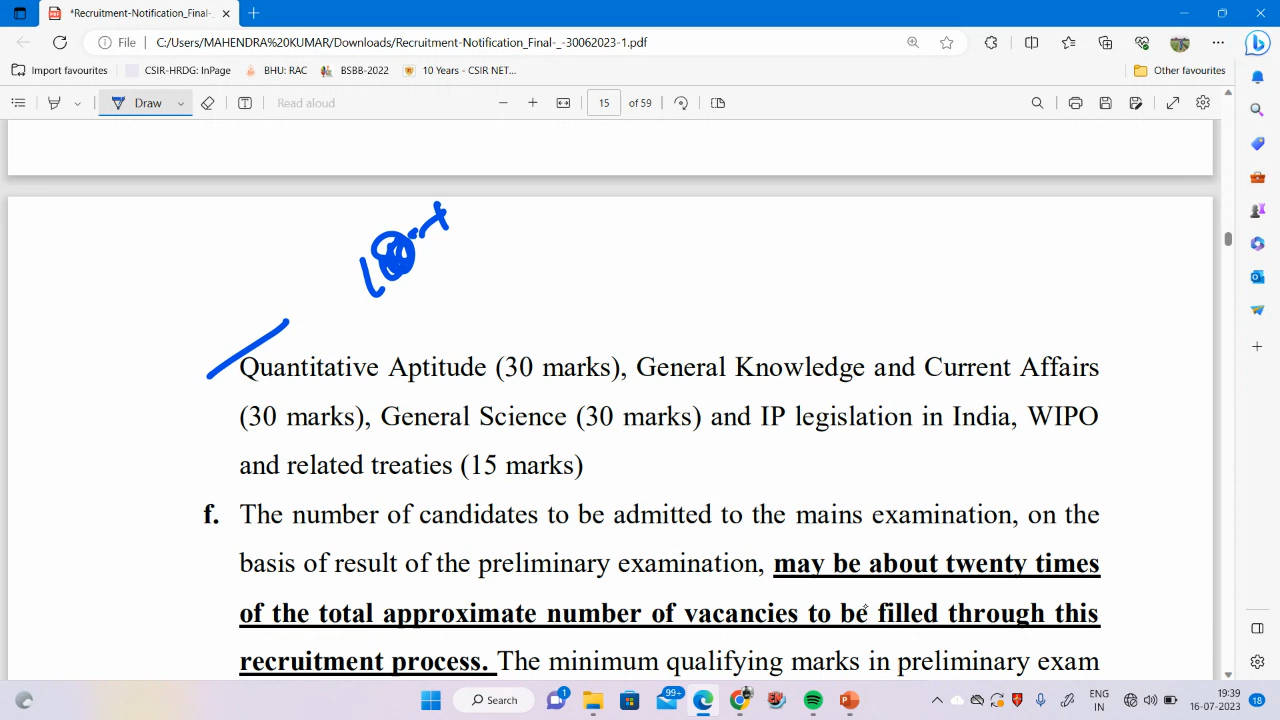 *Recruitment-Notification_Final-_
File
C:/Users/MAHENDRA%20KUMAR/Downloads/Recruitment-Notification_Final-_-30062023-1.pdf
Import favourites
CSIR-HRDG: InPage
BHU: RAC
BSBB-2022
10 Years - CSIR NET...
Other favourites
Draw
Read aloud
15
of 59
Quantitative Aptitude (30 marks), General Knowledge and Current Affairs
(30 marks), General Science (30 marks) and IP legislation in India, WIPO
and related treaties (15 marks)
f. The number of candidates to be admitted to the mains examination, on the
basis of result of the preliminary examination, may be about twenty times
of the total approximate number of vacancies to be filled through this
recruitment process. The minimum qualifying marks in preliminary exam
Search
1
99+
ENG
IN
19:39
16-07-2023
18